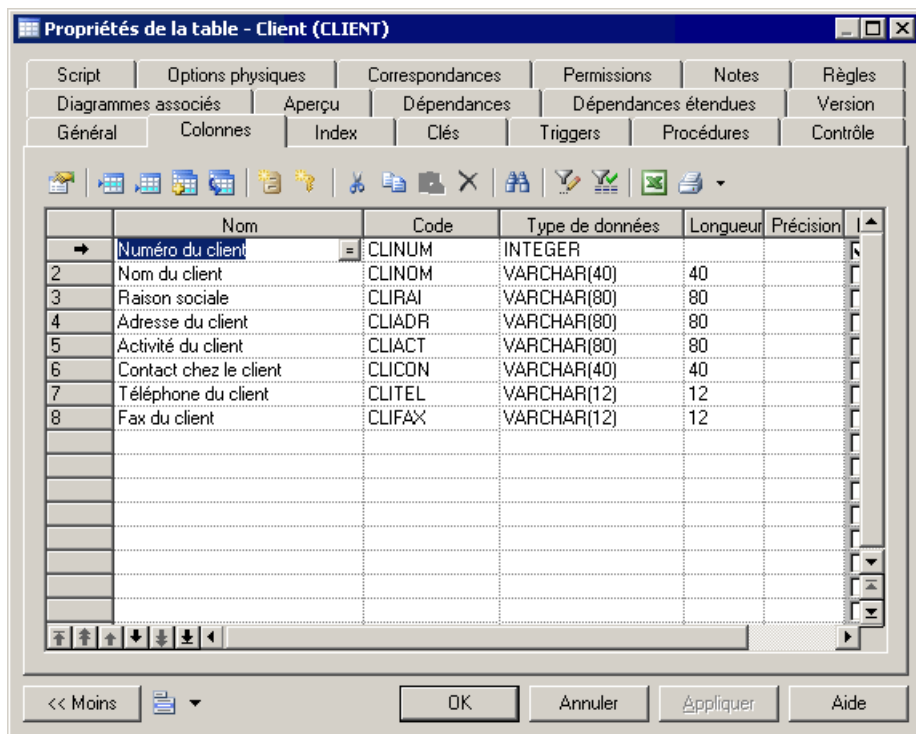 Propriétés de la table - Client (CLIENT)
Script Options physiques Correspondances Permissions Notes Règles
Diagrammes associés Aperçu Dépendances Dépendances étendues Version
Général Colonnes Index Clés Triggers Procédures Contrôle
Nom Code Type de données Longueur Précision
Numéro du client = CLINUM INTEGER
2 Nom du client CLINOM VARCHAR(40) 40
3 Raison sociale CLIRAI VARCHAR(80) 80
4 Adresse du client CLIADR VARCHAR(80) 80
5 Activité du client CLIACT VARCHAR(80) 80
6 Contact chez le client CLICON VARCHAR(40) 40
7 Téléphone du client CLITEL VARCHAR(12) 12
8 Fax du client CLIFAX VARCHAR(12) 12
<< Moins OK Annuler Appliquer Aide